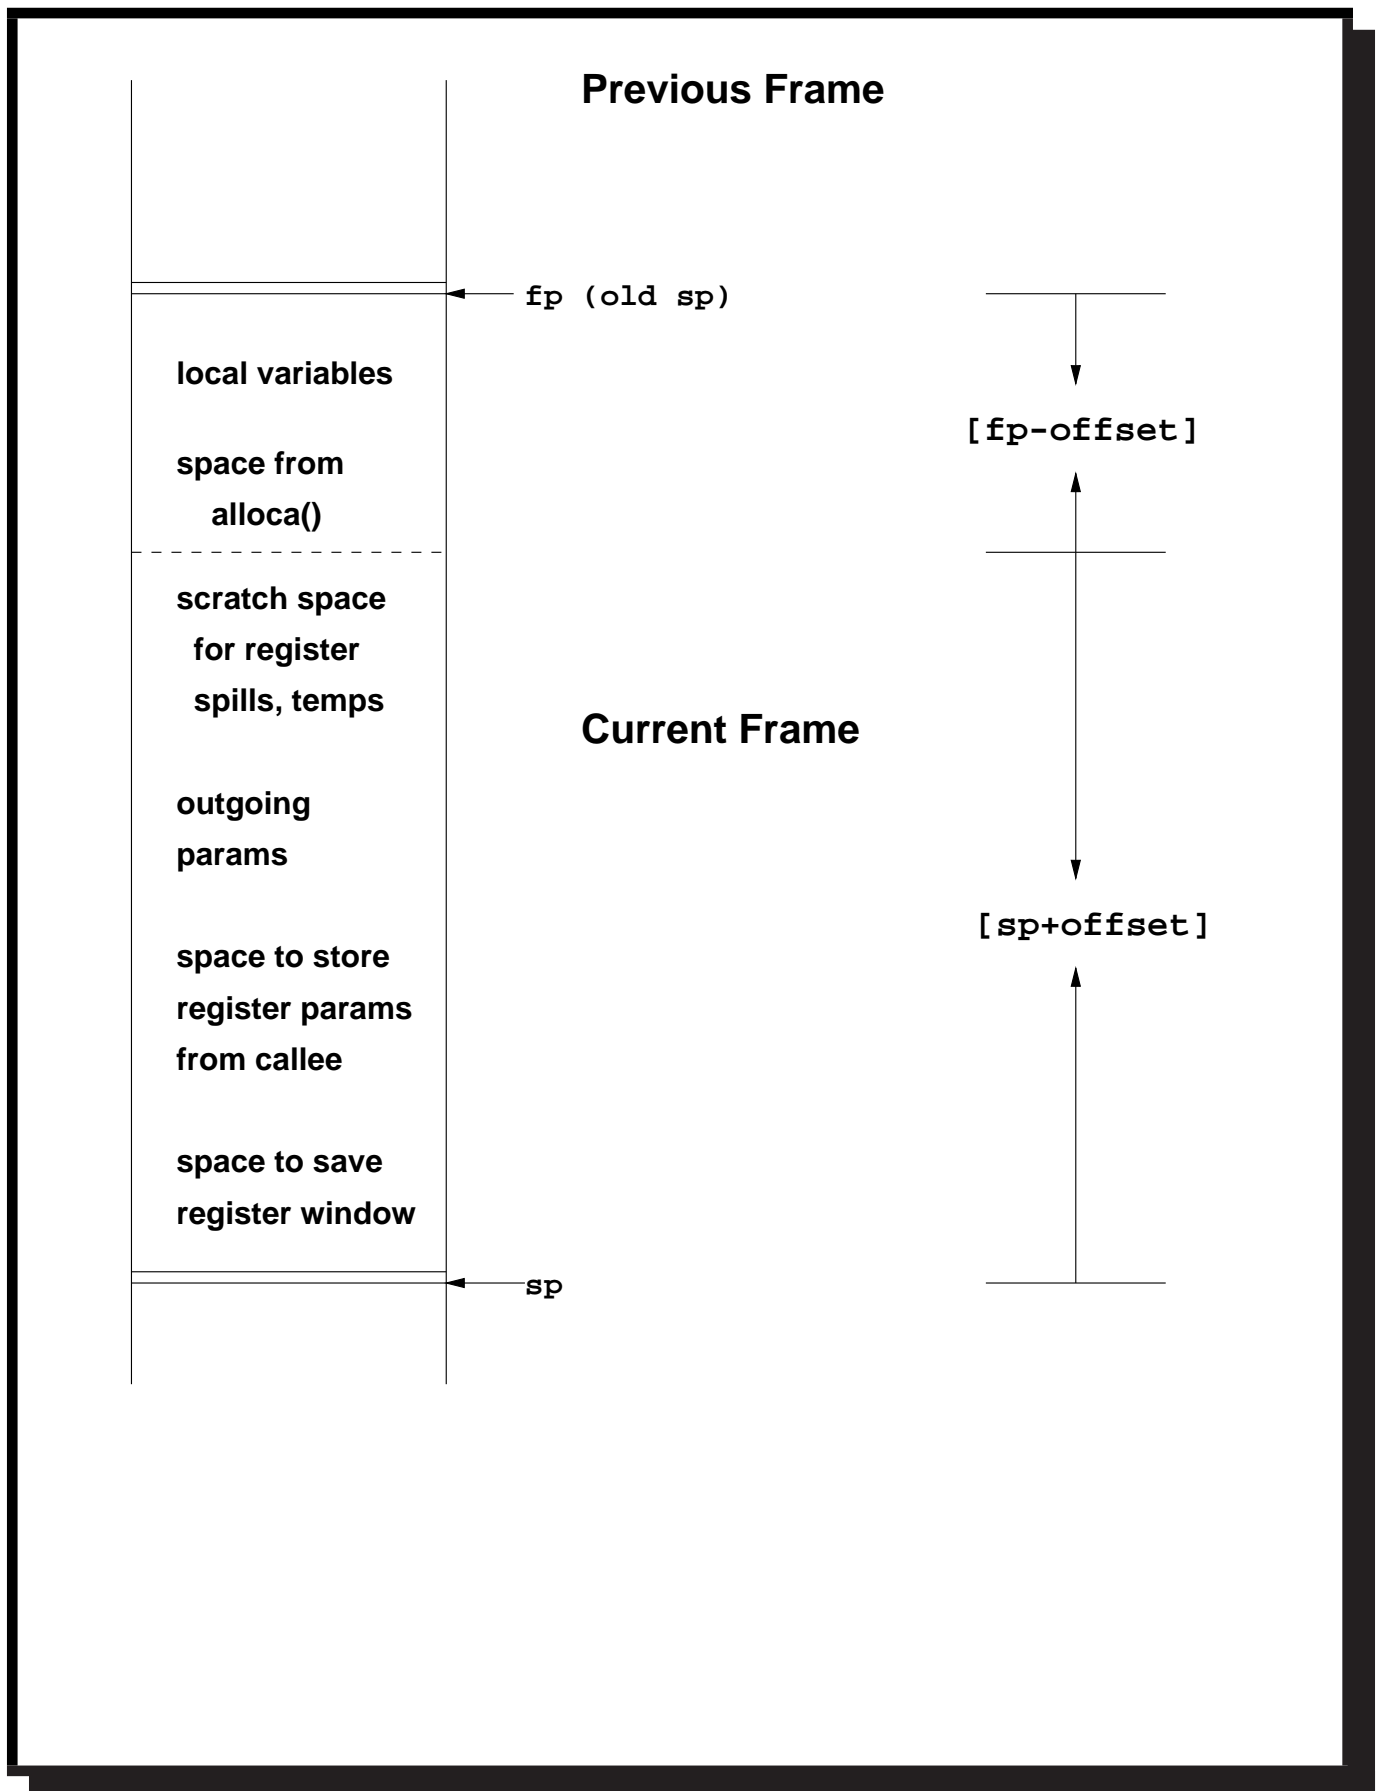 Previous Frame
fp (old sp)
local variables
[fp-offset]
space from
alloca()
scratch space
for register
spills, temps
Current Frame
outgoing
params
[sp+offset]
space to store
register params
from callee
space to save
register window
sp